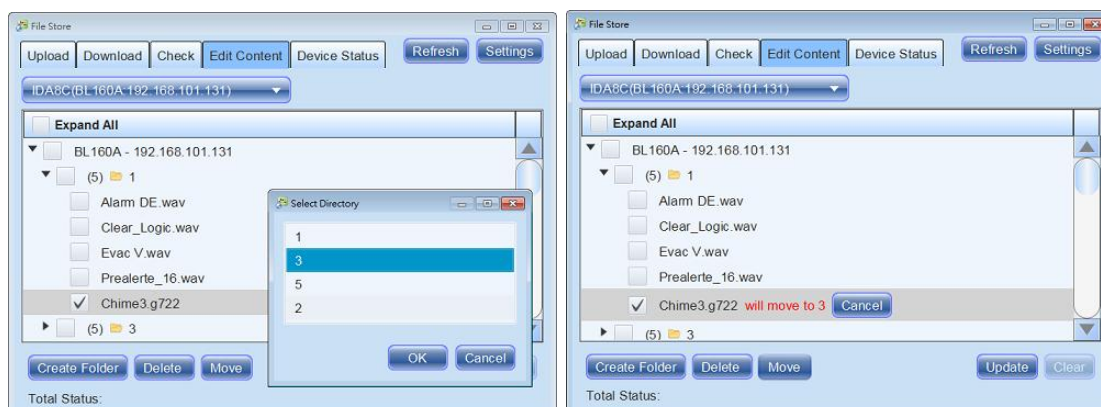 File Store
Upload Download Check Edit Content Device Status Refresh Settings
IDA8C(BL160A-192.168.101.131)
Expand All
BL160A - 192.168.101.131
(5) 1
Alarm DE.wav
Clear_Logic.wav
Evac V.wav
Prealerte_16.wav
Chime3.g722
(5) 3
Create Folder Delete Move
Total Status:
Select Directory
1
3
5
2
OK Cancel
File Store
Upload Download Check Edit Content Device Status Refresh Settings
IDA8C(BL160A-192.168.101.131)
Expand All
BL160A - 192.168.101.131
(5) 1
Alarm DE.wav
Clear_Logic.wav
Evac V.wav
Prealerte_16.wav
Chime3.g722 will move to 3 Cancel
(5) 3
Create Folder Delete Move Update Clear
Total Status: